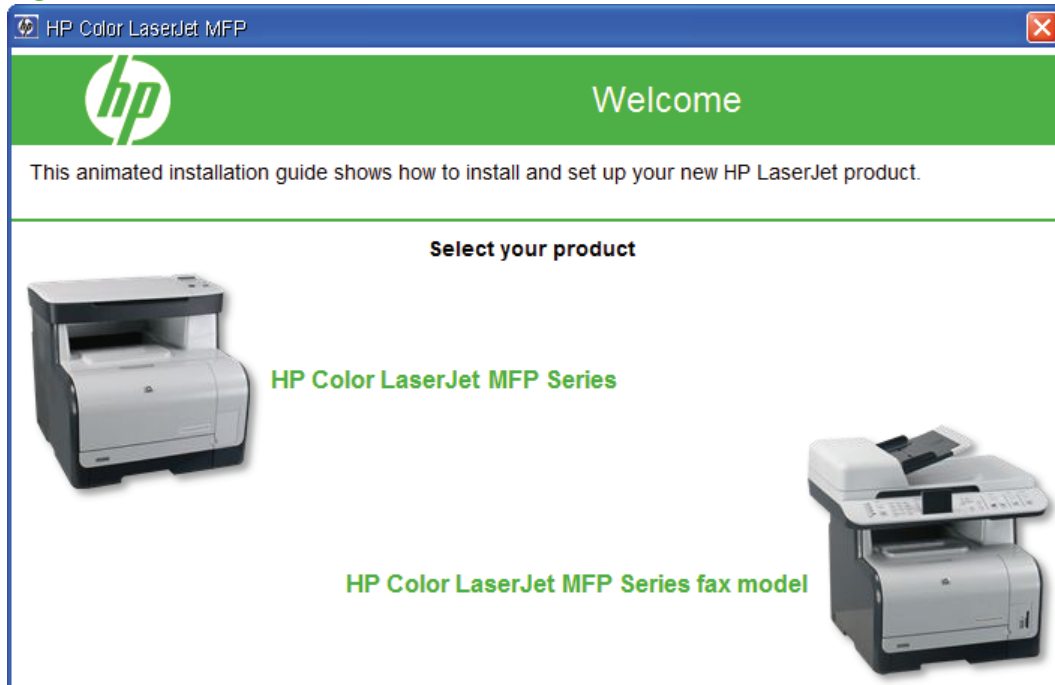 HP Color LaserJet MFP
hp
Welcome
This animated installation guide shows how to install and set up your new HP LaserJet product.
Select your product
HP Color LaserJet MFP Series
HP Color LaserJet MFP Series fax model